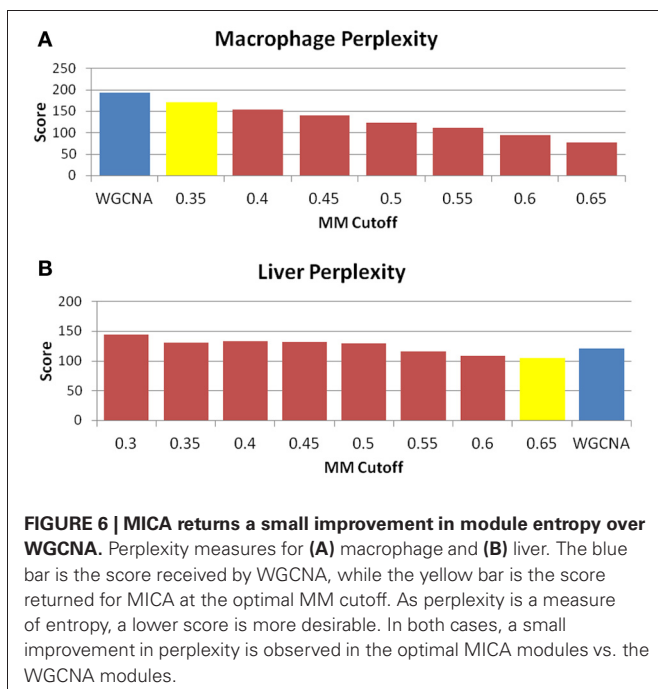 A
Macrophage Perplexity
250
200
150
100
50
0
Score
WGCNA 0.35 0.4 0.45 0.5 0.55 0.6 0.65
MM Cutoff
B
Liver Perplexity
200
150
100
50
0
Score
0.3 0.35 0.4 0.45 0.5 0.55 0.6 0.65 WGCNA
MM Cutoff
FIGURE 6 | MICA returns a small improvement in module entropy over
WGCNA. Perplexity measures for (A) macrophage and (B) liver. The blue
bar is the score received by WGCNA, while the yellow bar is the score
returned for MICA at the optimal MM cutoff. As perplexity is a measure
of entropy, a lower score is more desirable. In both cases, a small
improvement in perplexity is observed in the optimal MICA modules vs. the
WGCNA modules.